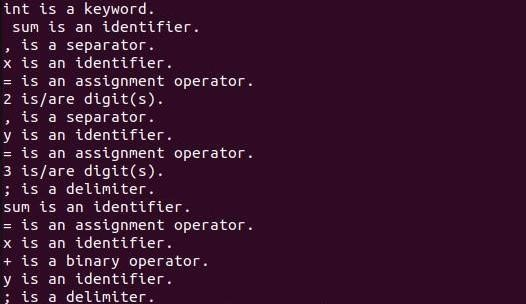 int is a keyword.
 sum is an identifier.
, is a separator.
x is an identifier.
= is an assignment operator.
2 is/are digit(s).
, is a separator.
y is an identifier.
= is an assignment operator.
3 is/are digit(s).
; is a delimiter.
sum is an identifier.
= is an assignment operator.
x is an identifier.
+ is a binary operator.
y is an identifier.
; is a delimiter.